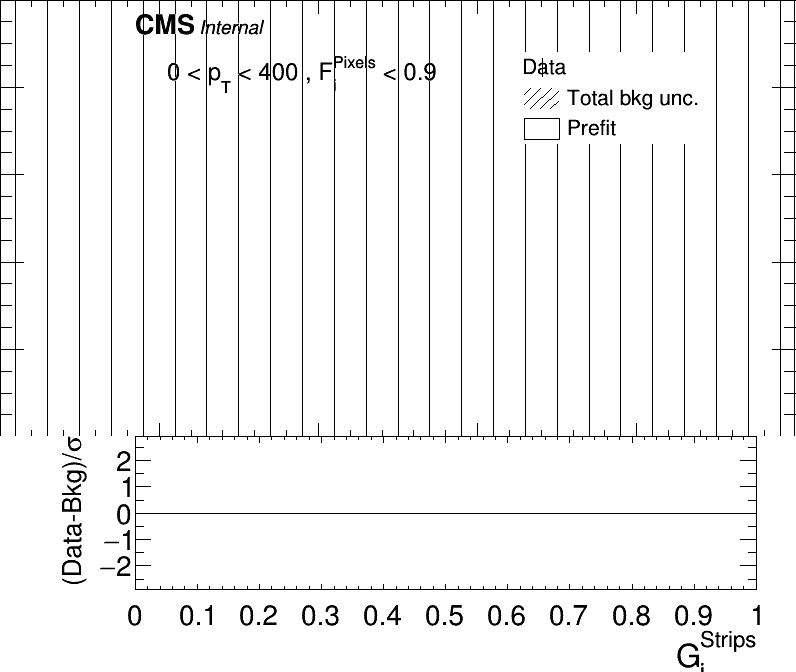 CMS Internal
0 < p_T < 400 , F_i^Pixels < 0.9
Data
Total bkg unc.
Prefit
(Data-Bkg)/σ
2
1
0
−1
−2
0 0.1 0.2 0.3 0.4 0.5 0.6 0.7 0.8 0.9 1
G_i^Strips